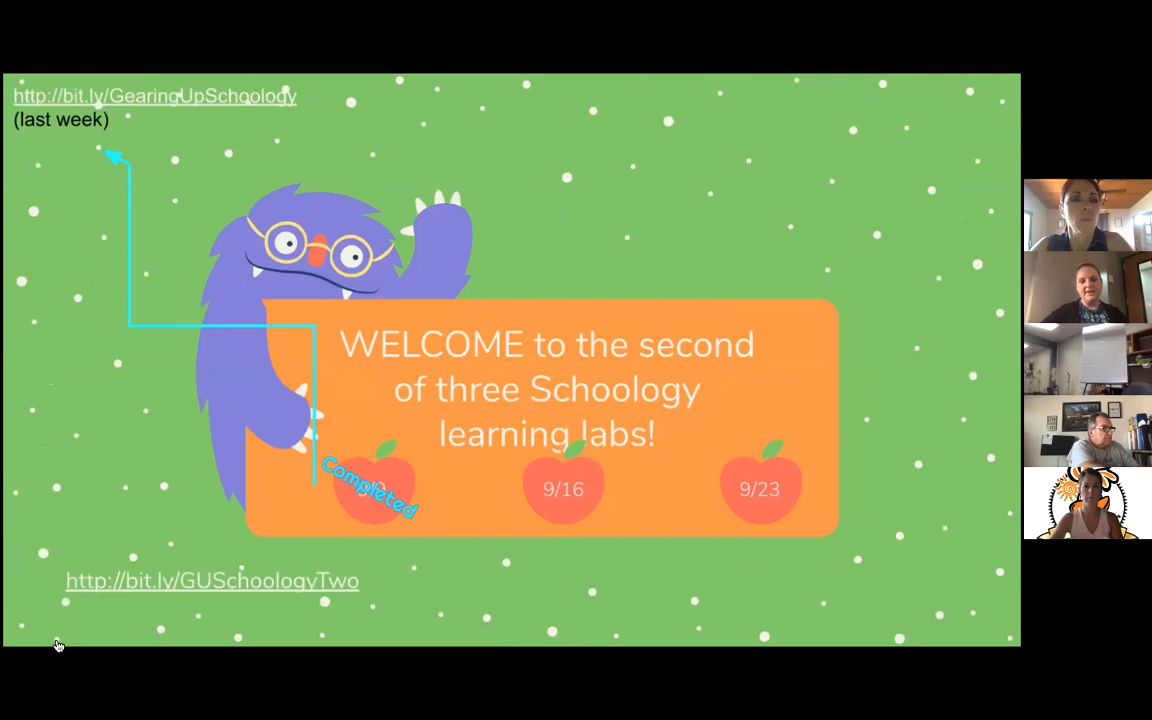 http://bit.ly/GearingUpSchoology
(last week)
WELCOME to the second
of three Schoology
learning labs!
Completed
9/16
9/23
http://bit.ly/GUSchoologyTwo